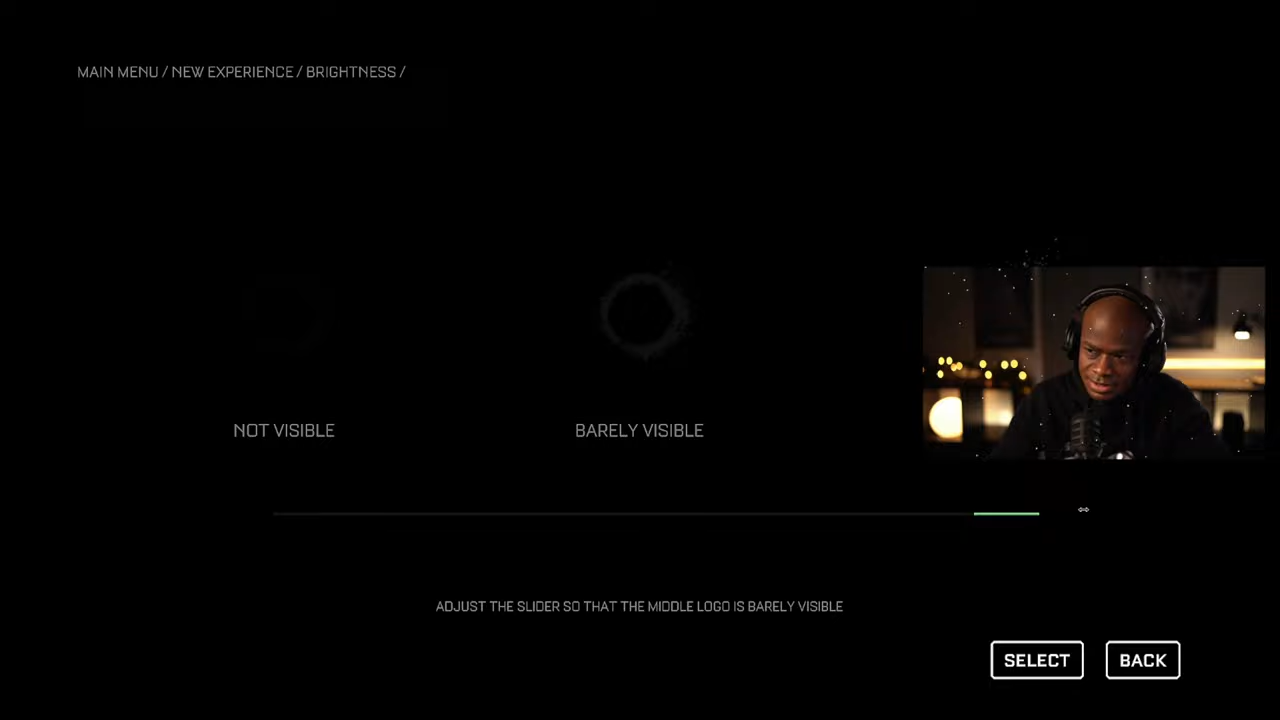 MAIN MENU / NEW EXPERIENCE / BRIGHTNESS /
NOT VISIBLE
BARELY VISIBLE
ADJUST THE SLIDER SO THAT THE MIDDLE LOGO IS BARELY VISIBLE
SELECT
BACK